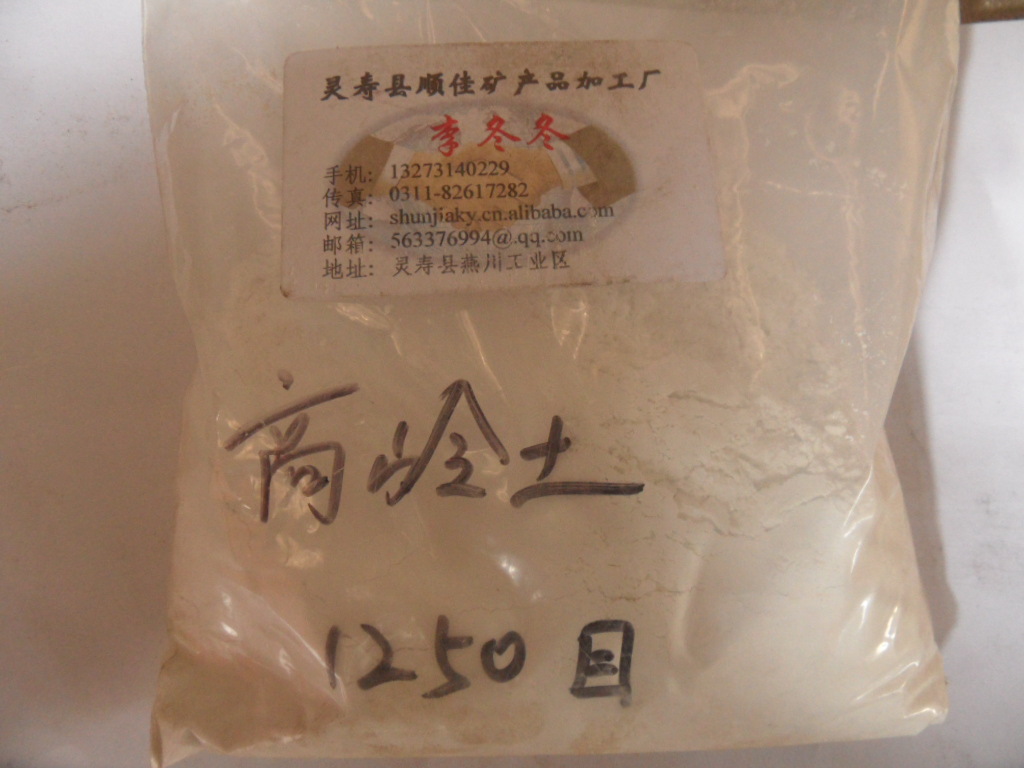 灵寿县顺佳矿产品加工厂
李冬冬
手机: 13273140229
传真: 0311-82617282
网址: shunjiaky.cn.alibaba.com
邮箱: 563376994@.qq.com
地址: 灵寿县燕川工业区
高岭土
1250目